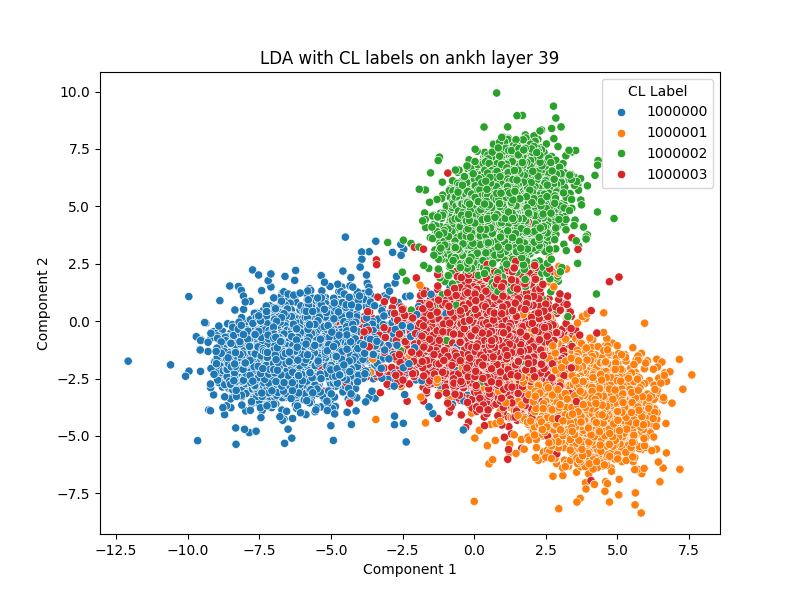 LDA with CL labels on ankh layer 39
CL Label
1000000
1000001
1000002
1000003
Component 2
10.0
7.5
5.0
2.5
0.0
−2.5
−5.0
−7.5
−12.5 −10.0 −7.5 −5.0 −2.5 0.0 2.5 5.0 7.5
Component 1